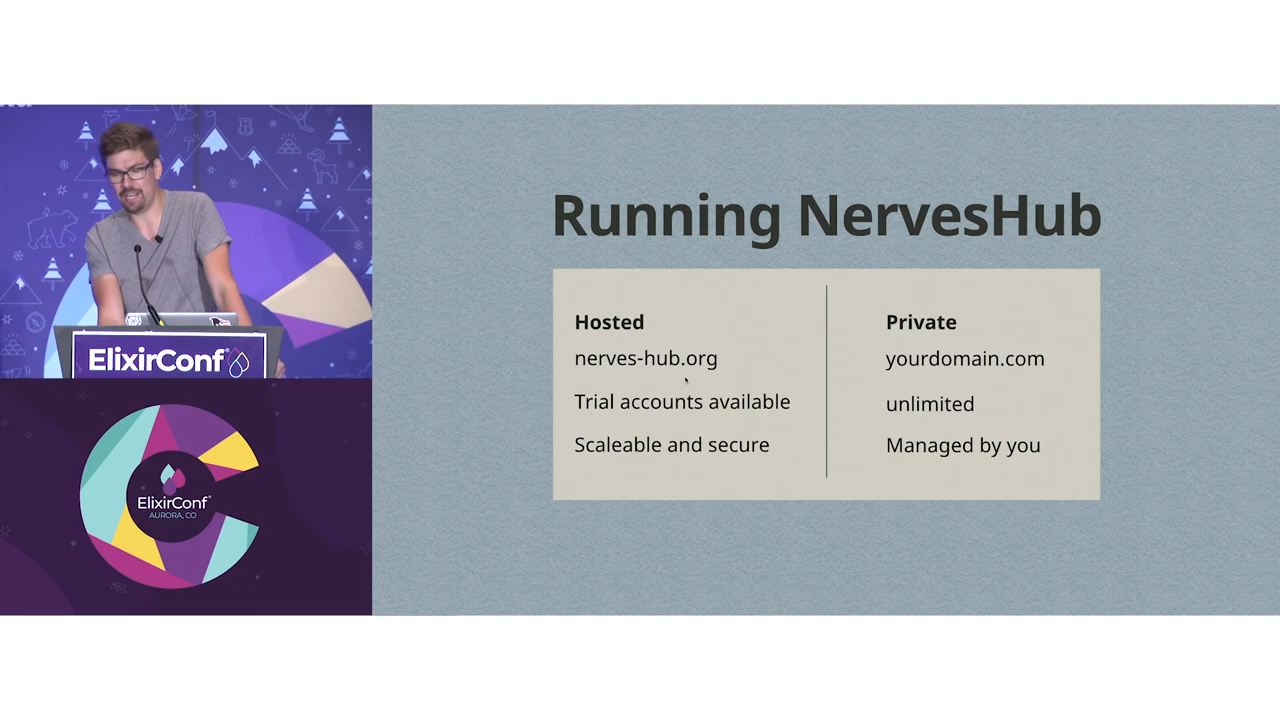 ElixirConf
ElixirConf
AURORA, CO
Running NervesHub
Hosted
nerves-hub.org
Trial accounts available
Scaleable and secure
Private
yourdomain.com
unlimited
Managed by you